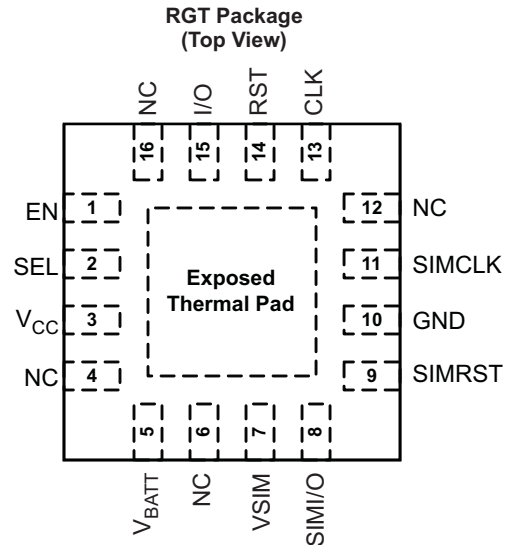 RGT Package
(Top View)
NC
I/O
RST
CLK
16
15
14
13
EN 1
SEL 2
VCC 3
NC 4
Exposed
Thermal Pad
12 NC
11 SIMCLK
10 GND
9 SIMRST
5
6
7
8
VBATT
NC
VSIM
SIMI/O